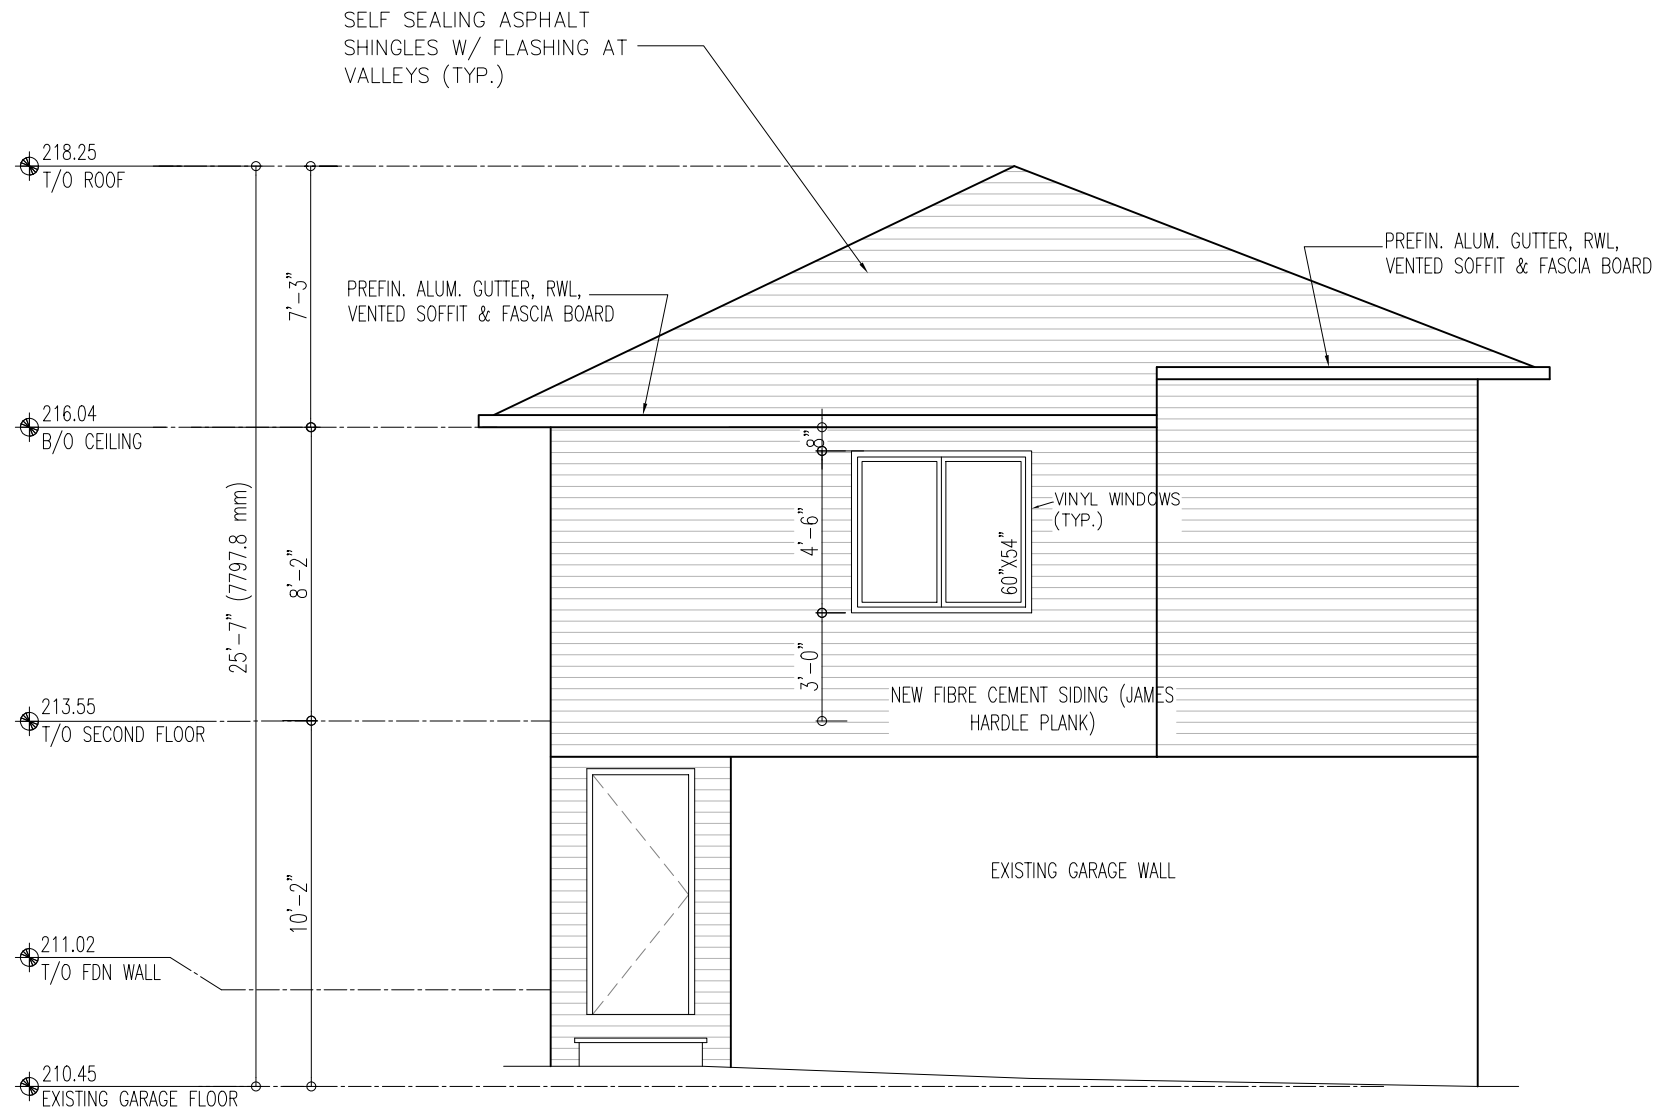 SELF SEALING ASPHALT
SHINGLES W/ FLASHING AT
VALLEYS (TYP.)
218.25
T/O ROOF
7'-3"
PREFIN. ALUM. GUTTER, RWL,
VENTED SOFFIT & FASCIA BOARD
PREFIN. ALUM. GUTTER, RWL,
VENTED SOFFIT & FASCIA BOARD
216.04
B/O CEILING
8"
25'-7" (7797.8 mm)
8'-2"
4'-6"
60"X54"
VINYL WINDOWS
(TYP.)
3'-0"
NEW FIBRE CEMENT SIDING (JAMES
HARDLE PLANK)
213.55
T/O SECOND FLOOR
10'-2"
EXISTING GARAGE WALL
211.02
T/O FDN WALL
210.45
EXISTING GARAGE FLOOR